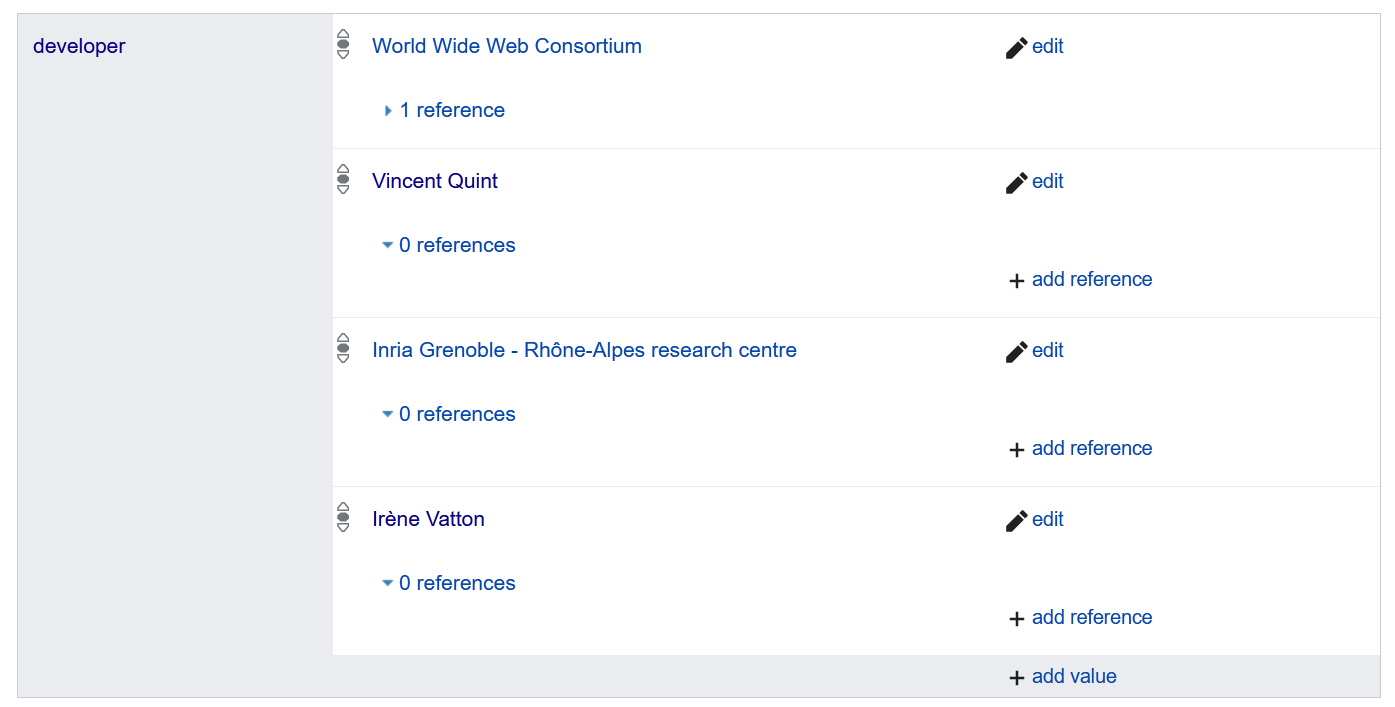 developer
World Wide Web Consortium
edit
1 reference
Vincent Quint
edit
0 references
add reference
Inria Grenoble - Rhône-Alpes research centre
edit
0 references
add reference
Irène Vatton
edit
0 references
add reference
add value